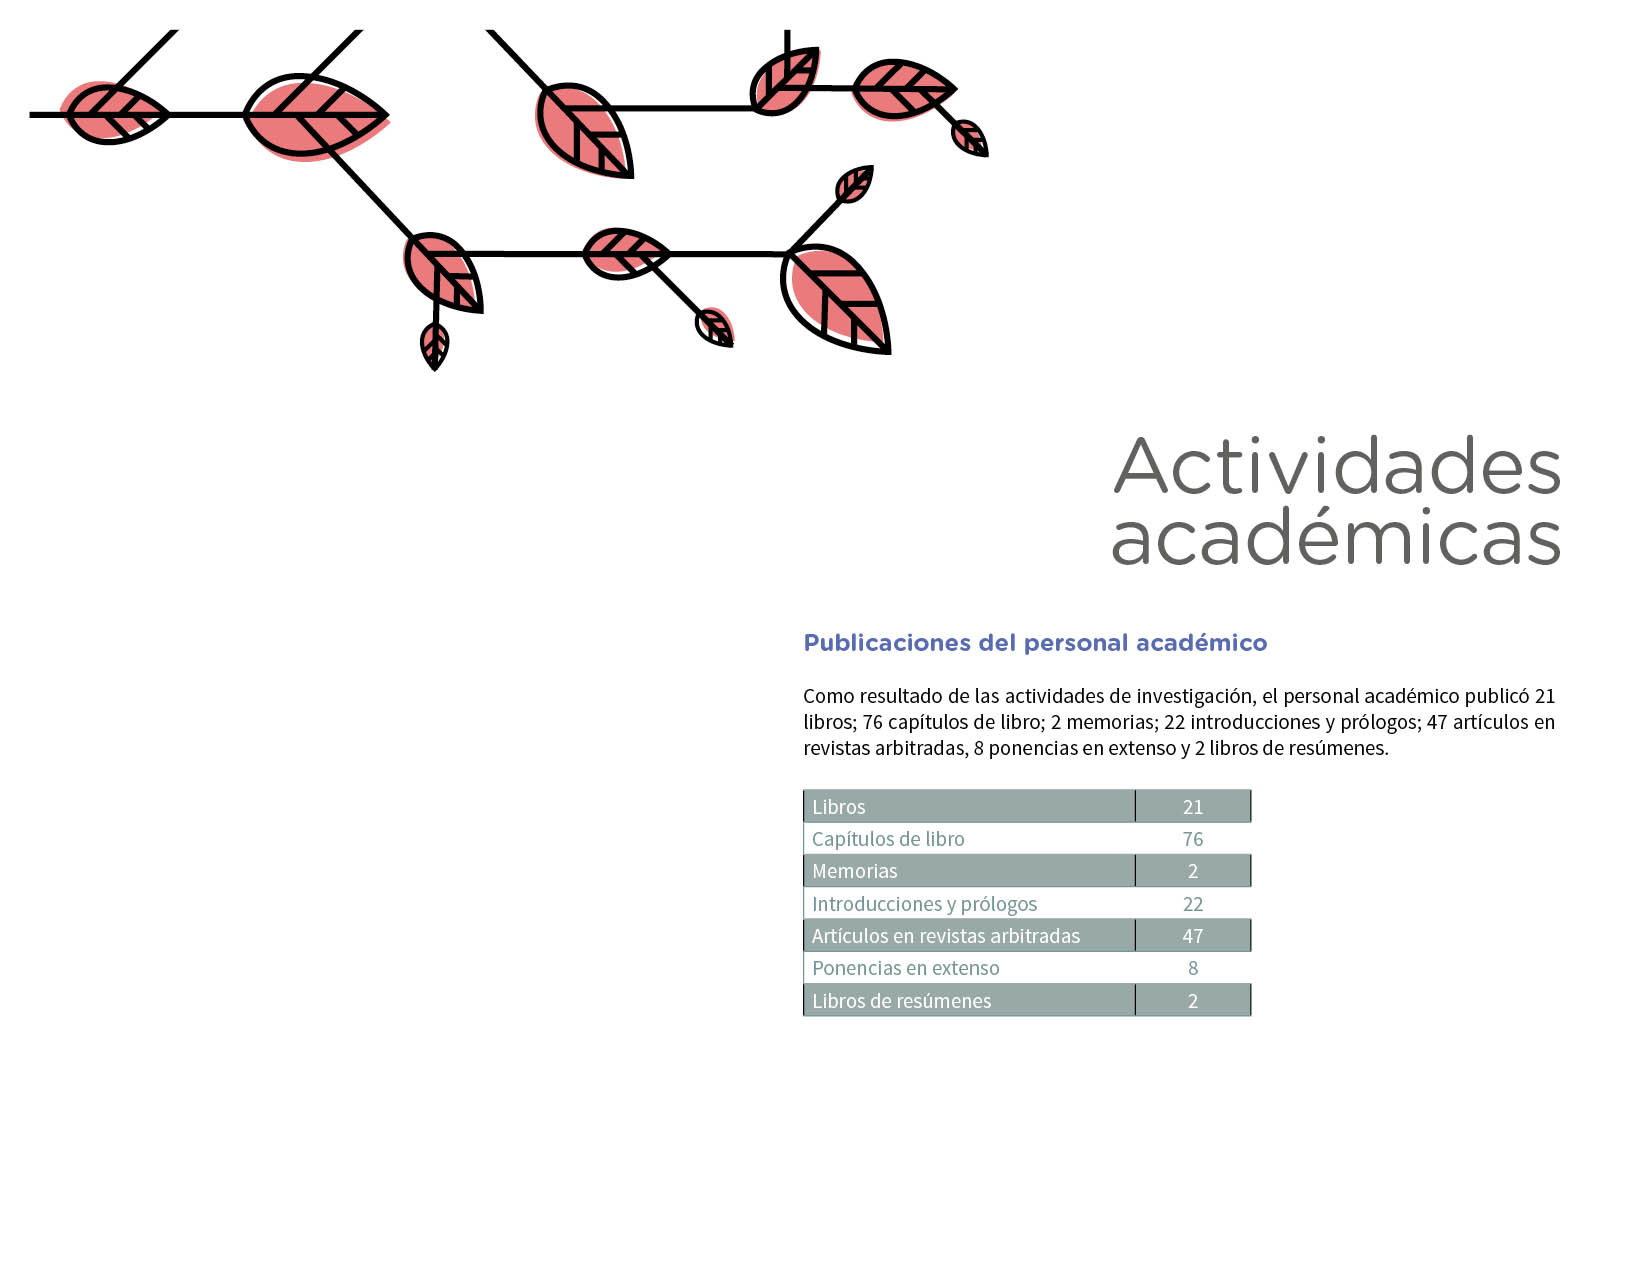 Actividades
académicas
Publicaciones del personal académico
Como resultado de las actividades de investigación, el personal académico publicó 21
libros; 76 capítulos de libro; 2 memorias; 22 introducciones y prólogos; 47 artículos en
revistas arbitradas, 8 ponencias en extenso y 2 libros de resúmenes.
Libros 21
Capítulos de libro 76
Memorias 2
Introducciones y prólogos 22
Artículos en revistas arbitradas 47
Ponencias en extenso 8
Libros de resúmenes 2